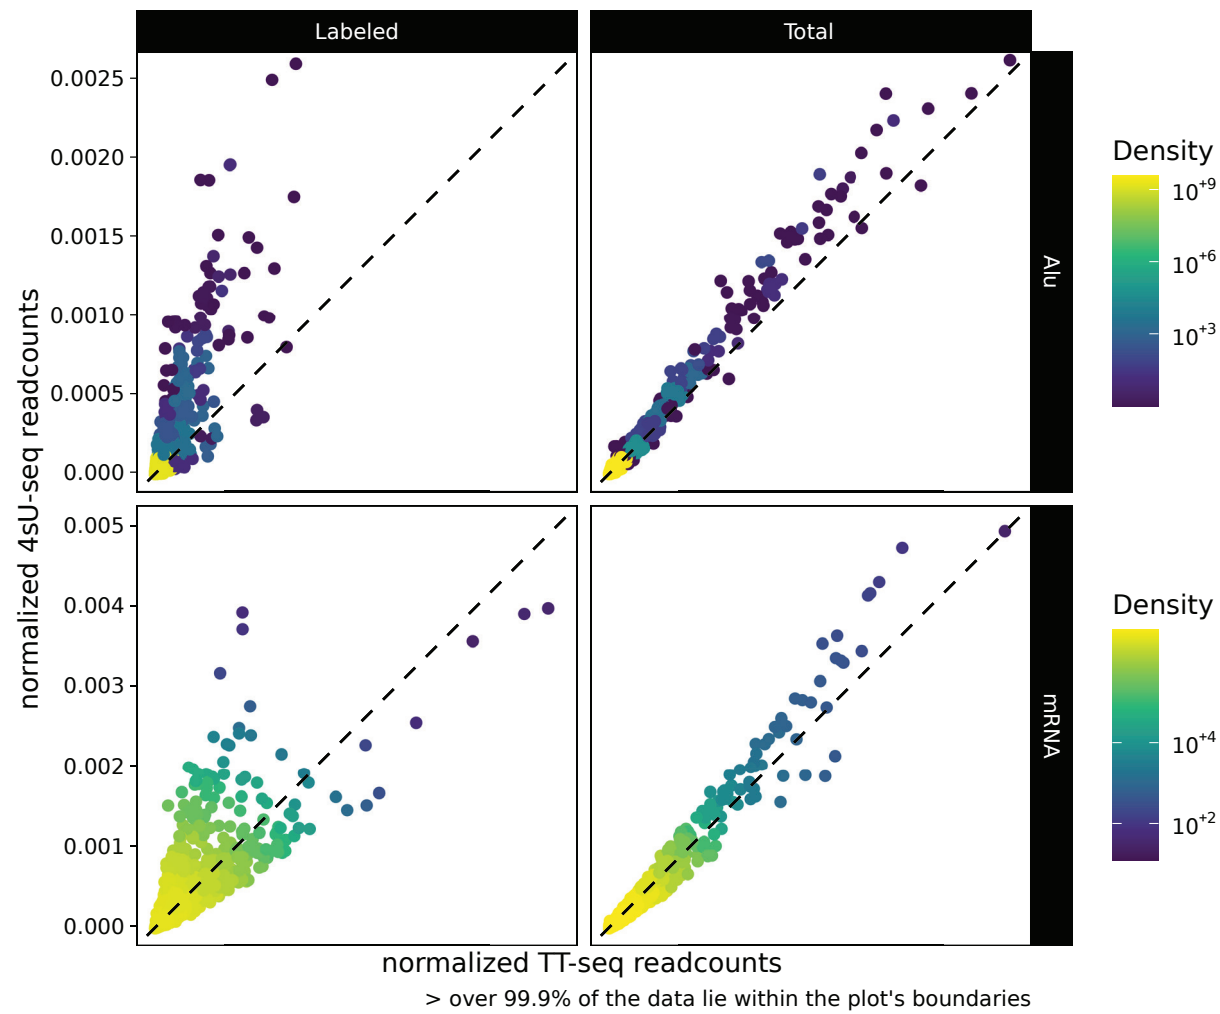 Labeled Total
normalized 4sU-seq readcounts
0.0025
0.0020
0.0015
0.0010
0.0005
0.000
Alu
Density
10+9
10+6
10+3
0.005
0.004
0.003
0.002
0.001
0.000
mRNA
Density
10+4
10+2
normalized TT-seq readcounts
> over 99.9% of the data lie within the plot's boundaries